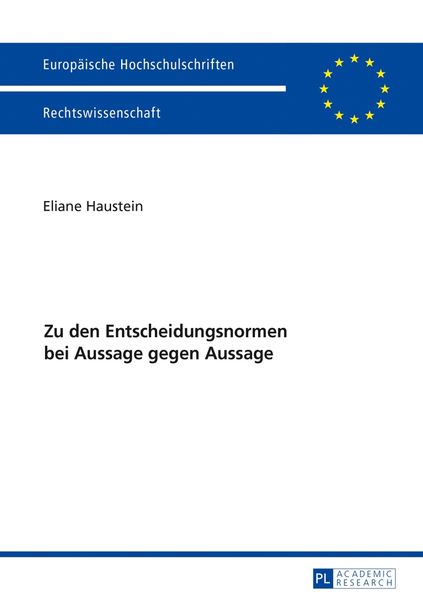 Europäische Hochschulschriften
Rechtswissenschaft
Eliane Haustein
Zu den Entscheidungsnormen
bei Aussage gegen Aussage
PL
ACADEMIC
RESEARCH